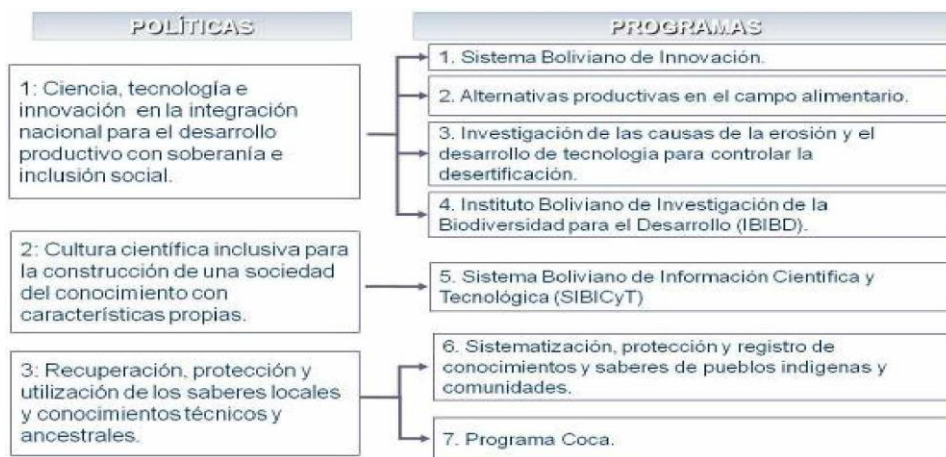 POLÍTICAS
PROGRAMAS
1: Ciencia, tecnología e
innovación en la integración
nacional para el desarrollo
productivo con soberanía e
inclusión social.
1. Sistema Boliviano de Innovación.
2. Alternativas productivas en el campo alimentario.
3. Investigación de las causas de la erosión y el
desarrollo de tecnologia para controlar la
desertificación.
4. Instituto Boliviano de Investigación de la
Biodiversidad para el Desarrollo (IBIBD).
2: Cultura científica inclusiva para
la construcción de una sociedad
del conocimiento con
características propias.
5. Sistema Boliviano de Información Científica y
Tecnológica (SIBICyT)
3: Recuperación, protección y
utilización de los saberes locales
y conocimientos técnicos y
ancestrales.
6. Sistematización, protección y registro de
conocimientos y saberes de pueblos indigenas y
comunidades.
7. Programa Coca.